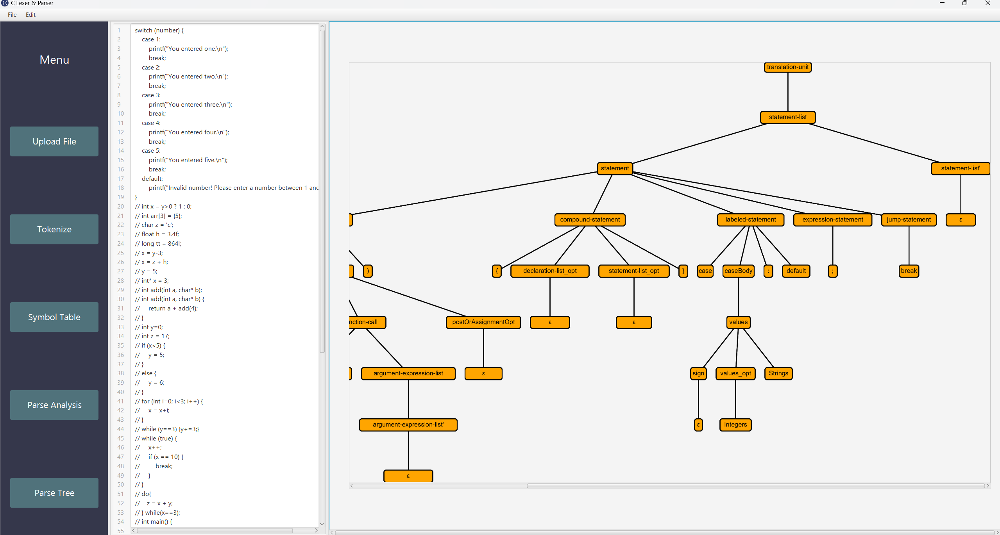 C Lexer & Parser
File Edit
Menu
Upload File
Tokenize
Symbol Table
Parse Analysis
Parse Tree
1 switch (number) {
2 case 1:
3 printf("You entered one.\n");
4 break;
5 case 2:
6 printf("You entered two.\n");
7 break;
8 case 3:
9 printf("You entered three.\n");
10 break;
11 case 4:
12 printf("You entered four.\n");
13 break;
14 case 5:
15 printf("You entered five.\n");
16 break;
17 default:
18 printf("Invalid number! Please enter a number between 1 and
19 }
20 // int x = y>0 ? 1 : 0;
21 // int arr[3] = {5};
22 // char z = 'c';
23 // float h = 3.4f;
24 // long tt = 864l;
25 // x = y-3;
26 // x = z + h;
27 // y = 5;
28 // int* x = 3;
29 // int add(int a, char* b);
30 // int add(int a, char* b) {
31 // return a + add(4);
32 // }
33 // int y=0;
34 // int z = 17;
35 // if (x<5) {
36 // y = 5;
37 // }
38 // else {
39 // y = 6;
40 // }
41 // for (int i=0; i<3; i++) {
42 // x = x+i;
43 // }
44 // while (y==3) {y+=3;}
45 // while (true) {
46 // x++;
47 // if (x == 10) {
48 // break;
49 // }
50 // }
51 // do{
52 // z = x + y;
53 // } while(x==3);
54 // int main() {
55
translation-unit
statement-list
statement statement-list'
compound-statement labeled-statement expression-statement jump-statement ε
) { declaration-list_opt statement-list_opt } case caseBody : default ; break
nction-call postOrAssignmentOpt ε ε values
argument-expression-list ε sign values_opt Strings
argument-expression-list' ε Integers
ε